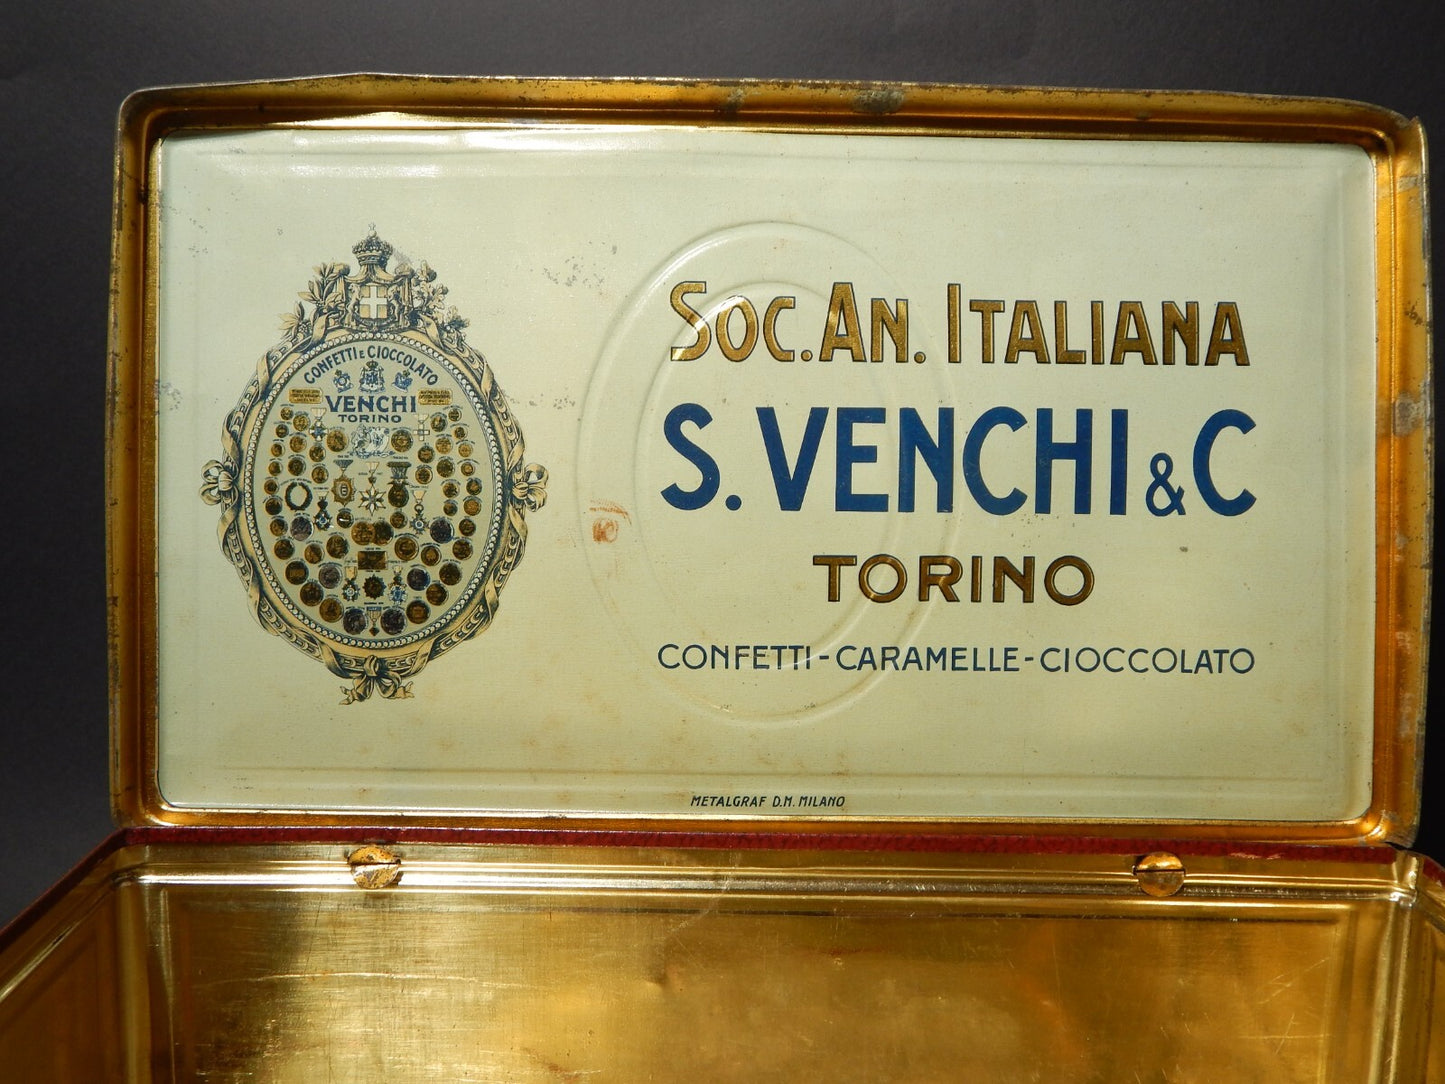 CONFETTI E CIOCCOLATO
VENCHI
TORINO
SOC. AN. ITALIANA
S. VENCHI & C
TORINO
CONFETTI - CARAMELLE - CIOCCOLATO
METALGRAF D.M. MILANO